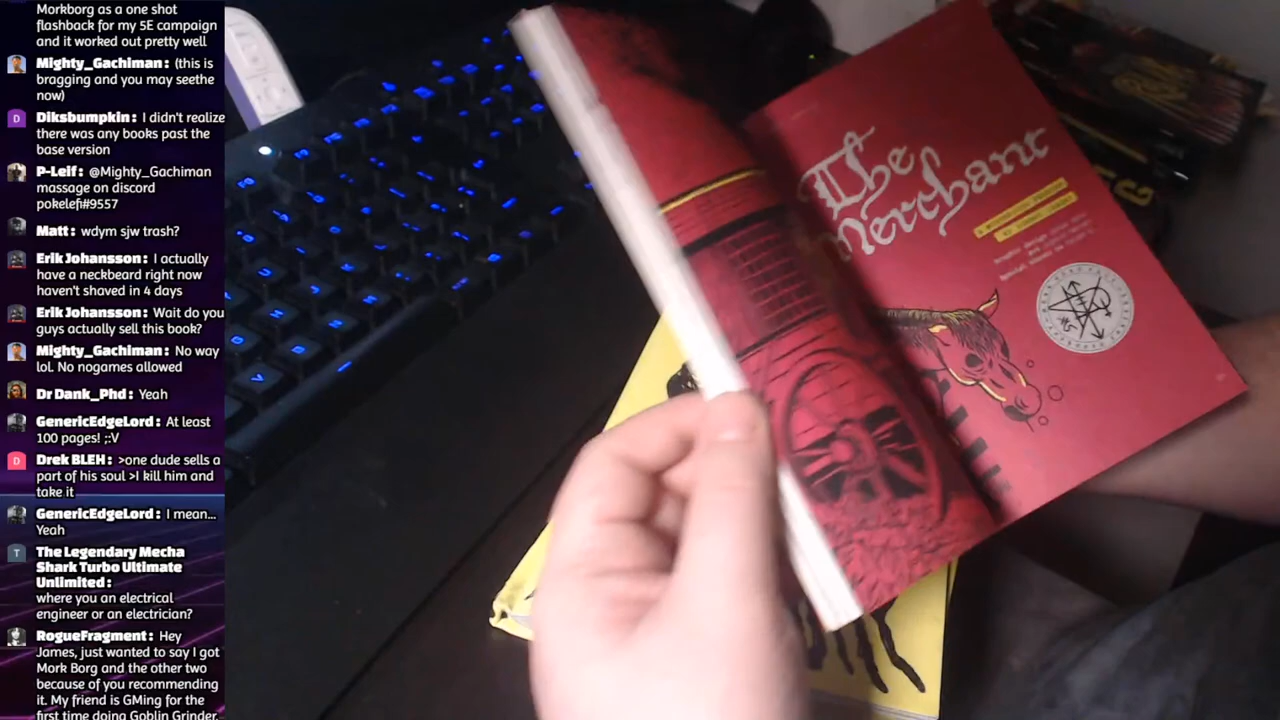 Morkborg as a one shot
flashback for my 5E campaign
and it worked out pretty well
Mighty_Gachiman: (this is
bragging and you may seethe
now)
D
Diksbumpkin: I didn't realize
there was any books past the
base version
P-Leif: @Mighty_Gachiman
massage on discord
pokelefi#9557
Matt: wdym sjw trash?
Erik Johansson: I actually
have a neckbeard right now
haven't shaved in 4 days
Erik Johansson: Wait do you
guys actually sell this book?
Mighty_Gachiman: No way
lol. No nogames allowed
Dr Dank_Phd: Yeah
GenericEdgeLord: At least
100 pages! ;:V
D
Drek BLEH: >one dude sells a
part of his soul >I kill him and
take it
GenericEdgeLord: I mean...
Yeah
T
The Legendary Mecha
Shark Turbo Ultimate
Unlimited:
where you an electrical
engineer or an electrician?
RogueFragment: Hey
James, just wanted to say I got
Mork Borg and the other two
because of you recommending
it. My friend is GMing for the
first time doing Goblin Grinder,
The
Merchant